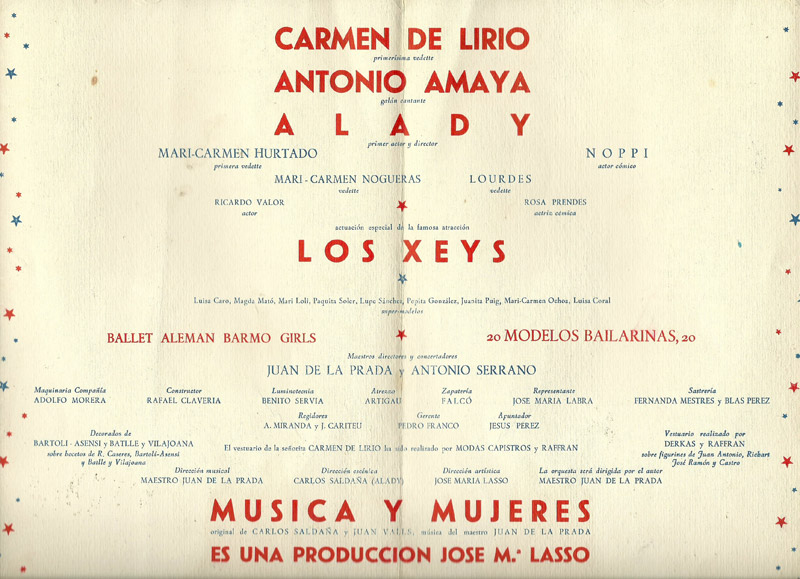 CARMEN DE LIRIO
primerísima vedette
ANTONIO AMAYA
galán cantante
ALADY
primer actor y director
MARI-CARMEN HURTADO
primera vedette
NOPPI
actor cómico
MARI-CARMEN NOGUERAS
vedette
LOURDES
vedette
RICARDO VALOR
actor
ROSA PRENDES
actriz cómica
actuación especial de la famosa atracción
LOS XEYS
Luisa Caro, Magda Mató, Mari Loli, Paquita Soler, Lupe Sánchez, Pepita González, Juanita Puig, Mari-Carmen Ochoa, Luisa Coral
super-modelos
BALLET ALEMAN BARMO GIRLS
20 MODELOS BAILARINAS, 20
Maestros directores y concertadores
JUAN DE LA PRADA y ANTONIO SERRANO
Maquinaria Compañía
ADOLFO MORERA
Constructor
RAFAEL CLAVERIA
Luminotecnia
BENITO SERVIA
Atrezzo
ARTIGAU
Zapatería
FALCÓ
Representante
JOSE MARIA LABRA
Sastrería
FERNANDA MESTRES y BLAS PEREZ
Regidores
A. MIRANDA y J. CARITEU
Gerente
PEDRO FRANCO
Apuntador
JESUS PEREZ
Decorados de
BARTOLI-ASENSI y BATLLE y VILAJOANA
sobre bocetos de R. Caseres, Bartolí-Asensi
y Batlle y Vilajoana
El vestuario de la señorita CARMEN DE LIRIO ha sido realizado por MODAS CAPISTROS y RAFFRAN
Vestuario realizado por
DERKAS y RAFFRAN
sobre figurines de Juan Antonio, Richart
José Ramón y Castro
Dirección musical
MAESTRO JUAN DE LA PRADA
Dirección escénica
CARLOS SALDAÑA (ALADY)
Dirección artística
JOSE MARIA LASSO
La orquesta será dirigida por el autor
MAESTRO JUAN DE LA PRADA
MUSICA Y MUJERES
original de CARLOS SALDAÑA y JUAN VALLS, música del maestro JUAN DE LA PRADA
ES UNA PRODUCCION JOSE M.ª LASSO